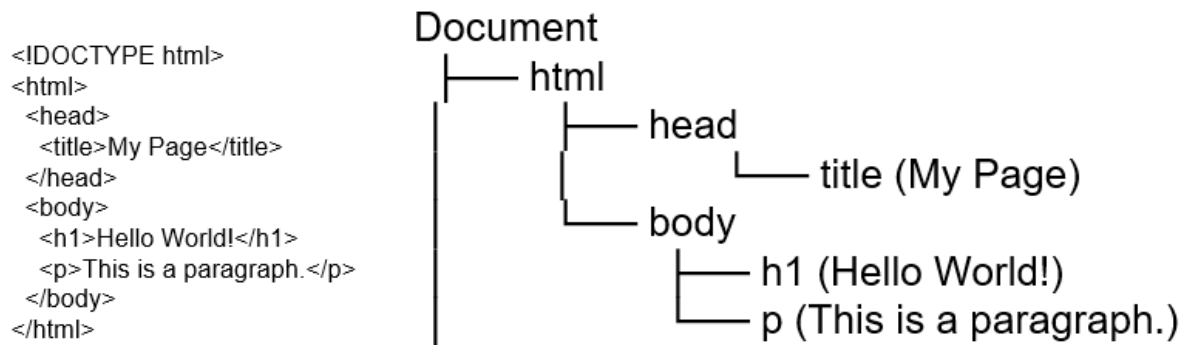 <!DOCTYPE html>
<html>
<head>
<title>My Page</title>
</head>
<body>
<h1>Hello World!</h1>
<p>This is a paragraph.</p>
</body>
</html>
Document
html
head
title (My Page)
body
h1 (Hello World!)
p (This is a paragraph.)